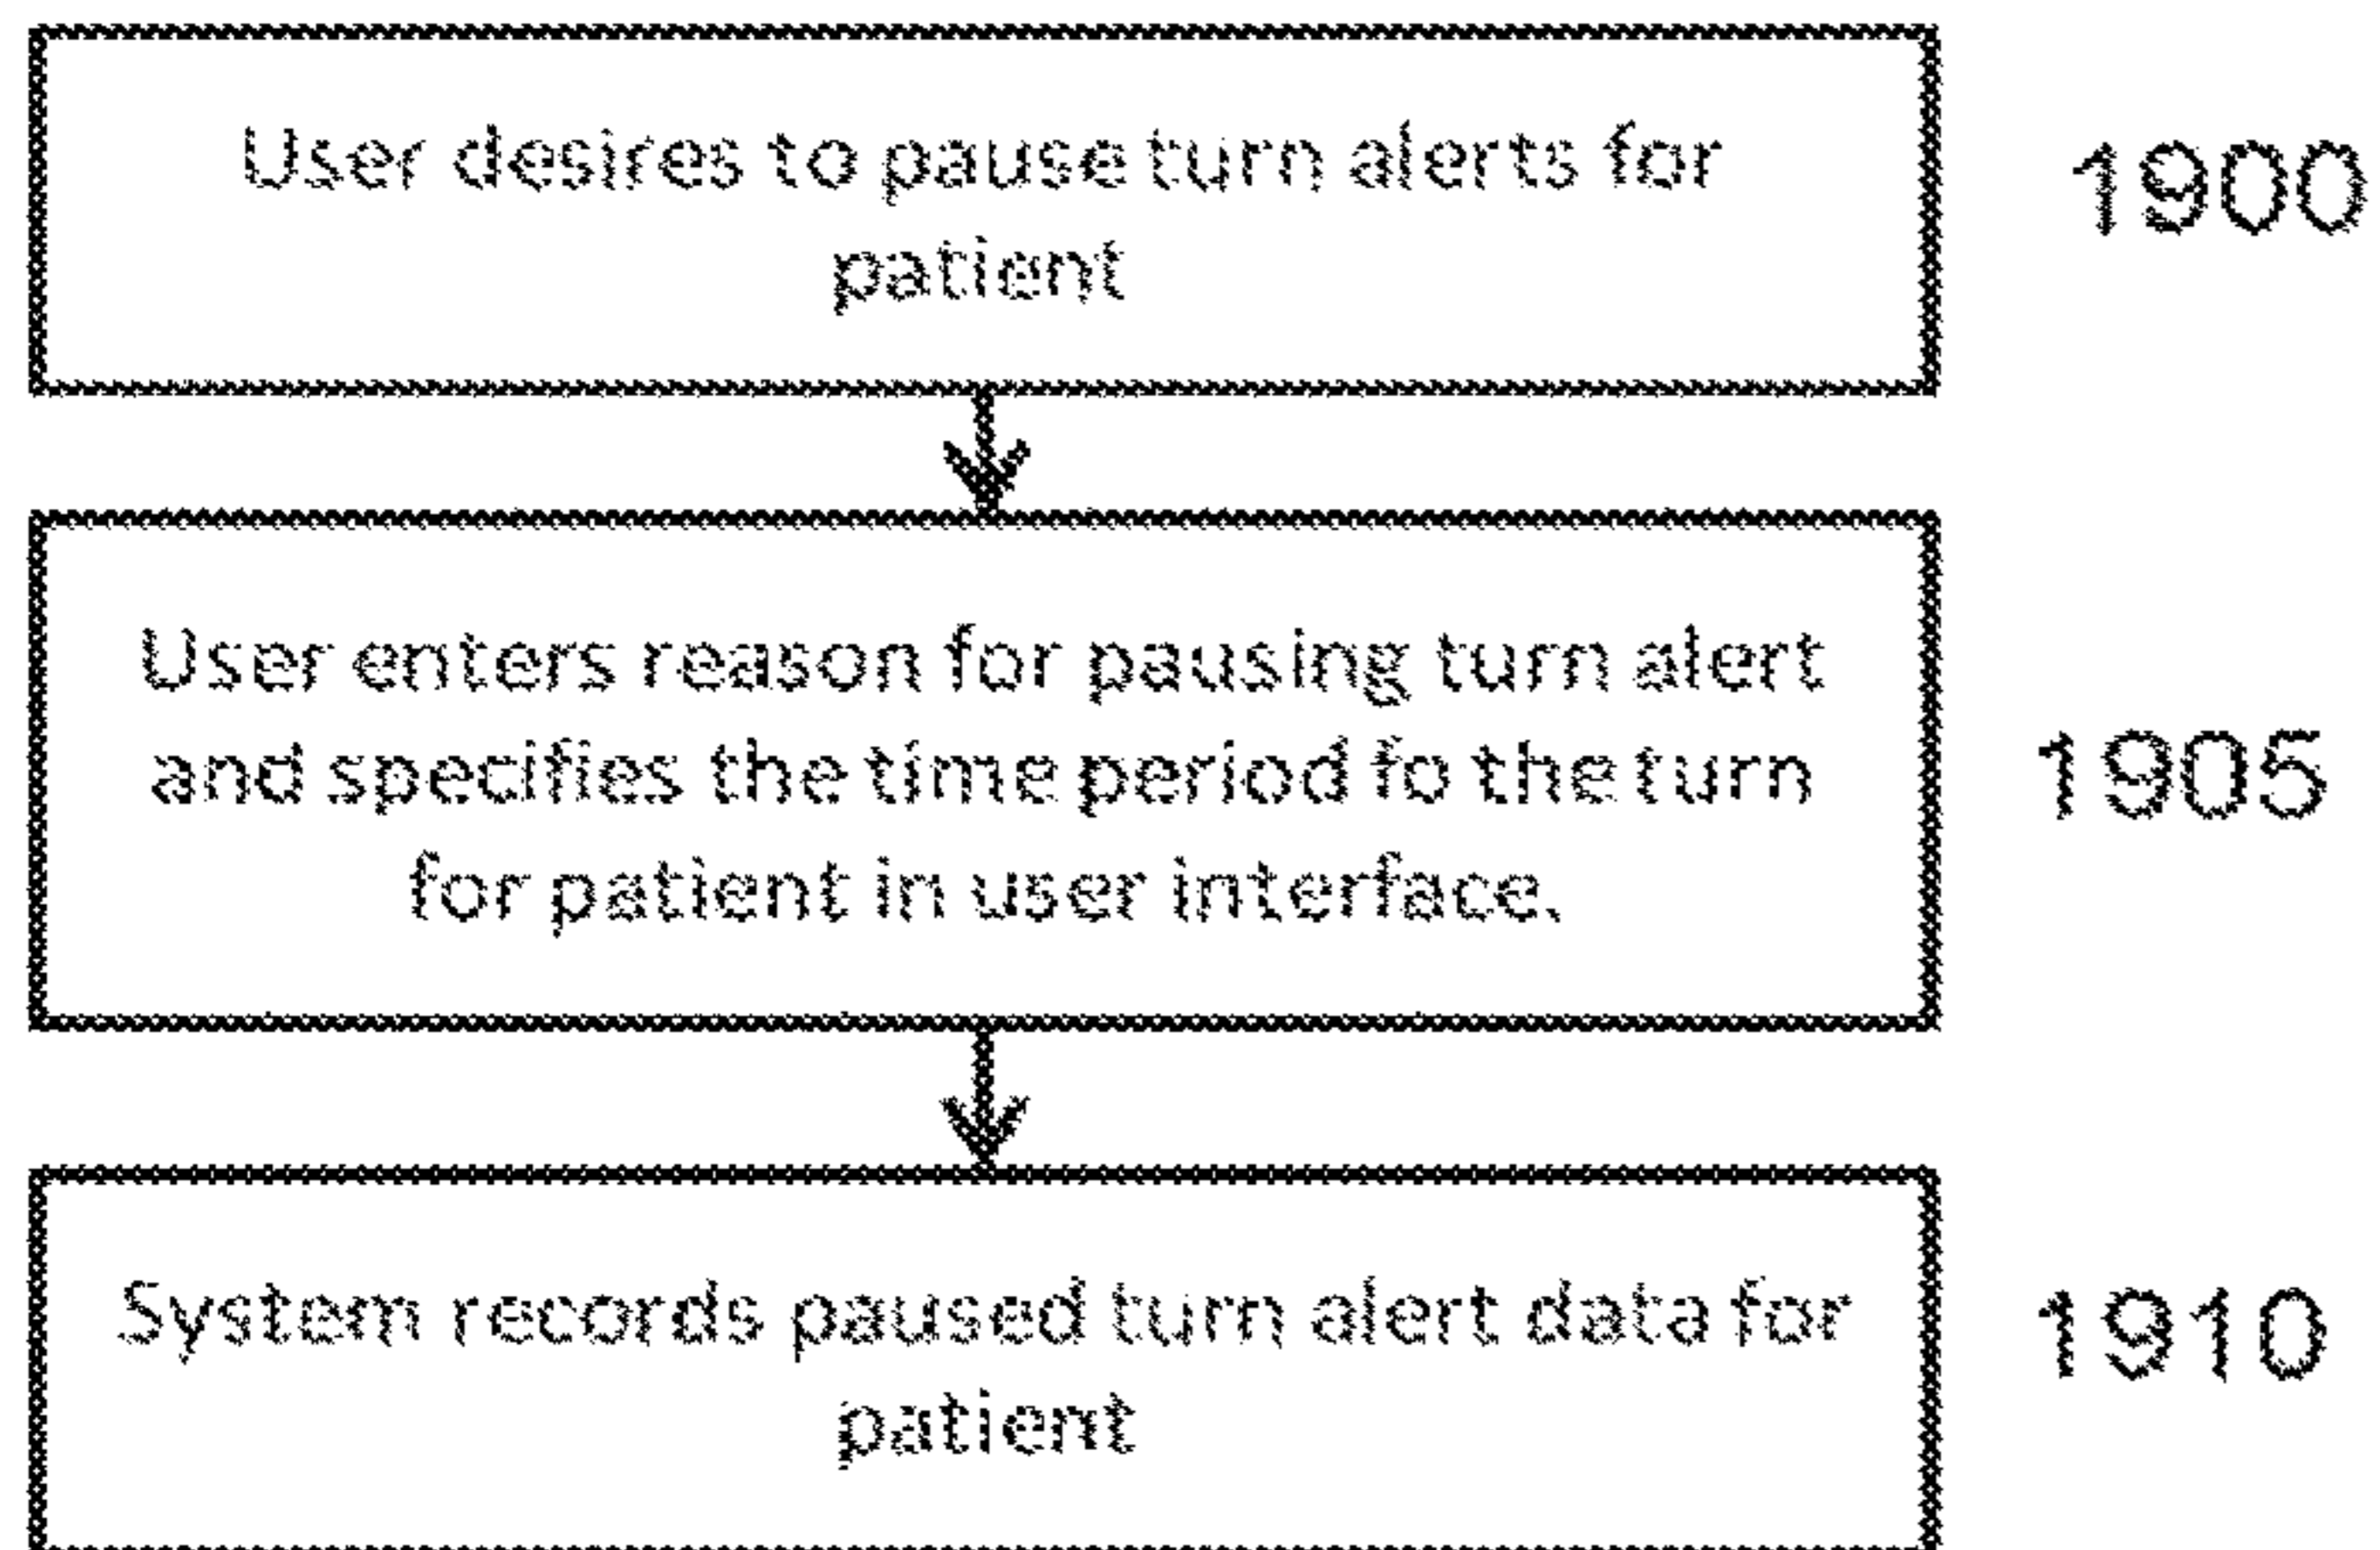 User desires to pause turn alerts for
patient
1900
User enters reason for pausing turn alert
and specifies the time period fo the turn
for patient in user interface.
1905
System records paused turn alert data for
patient
1910